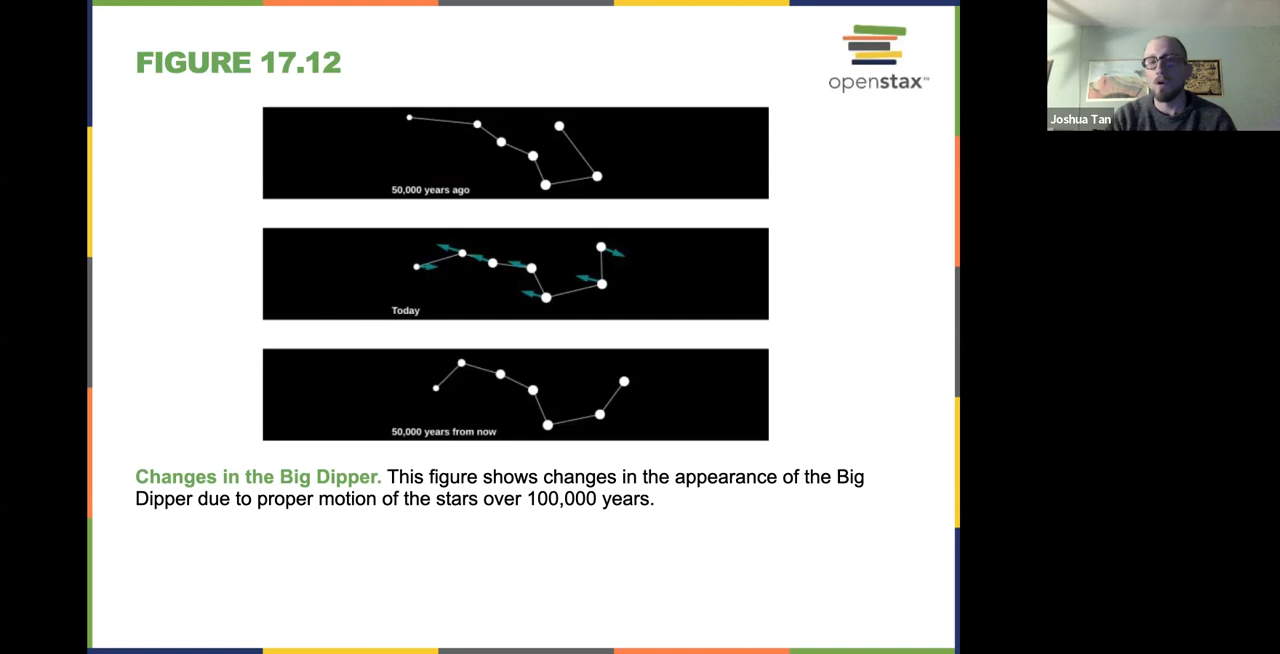 FIGURE 17.12
openstax™
Joshua Tan
50,000 years ago
Today
50,000 years from now
Changes in the Big Dipper. This figure shows changes in the appearance of the Big
Dipper due to proper motion of the stars over 100,000 years.